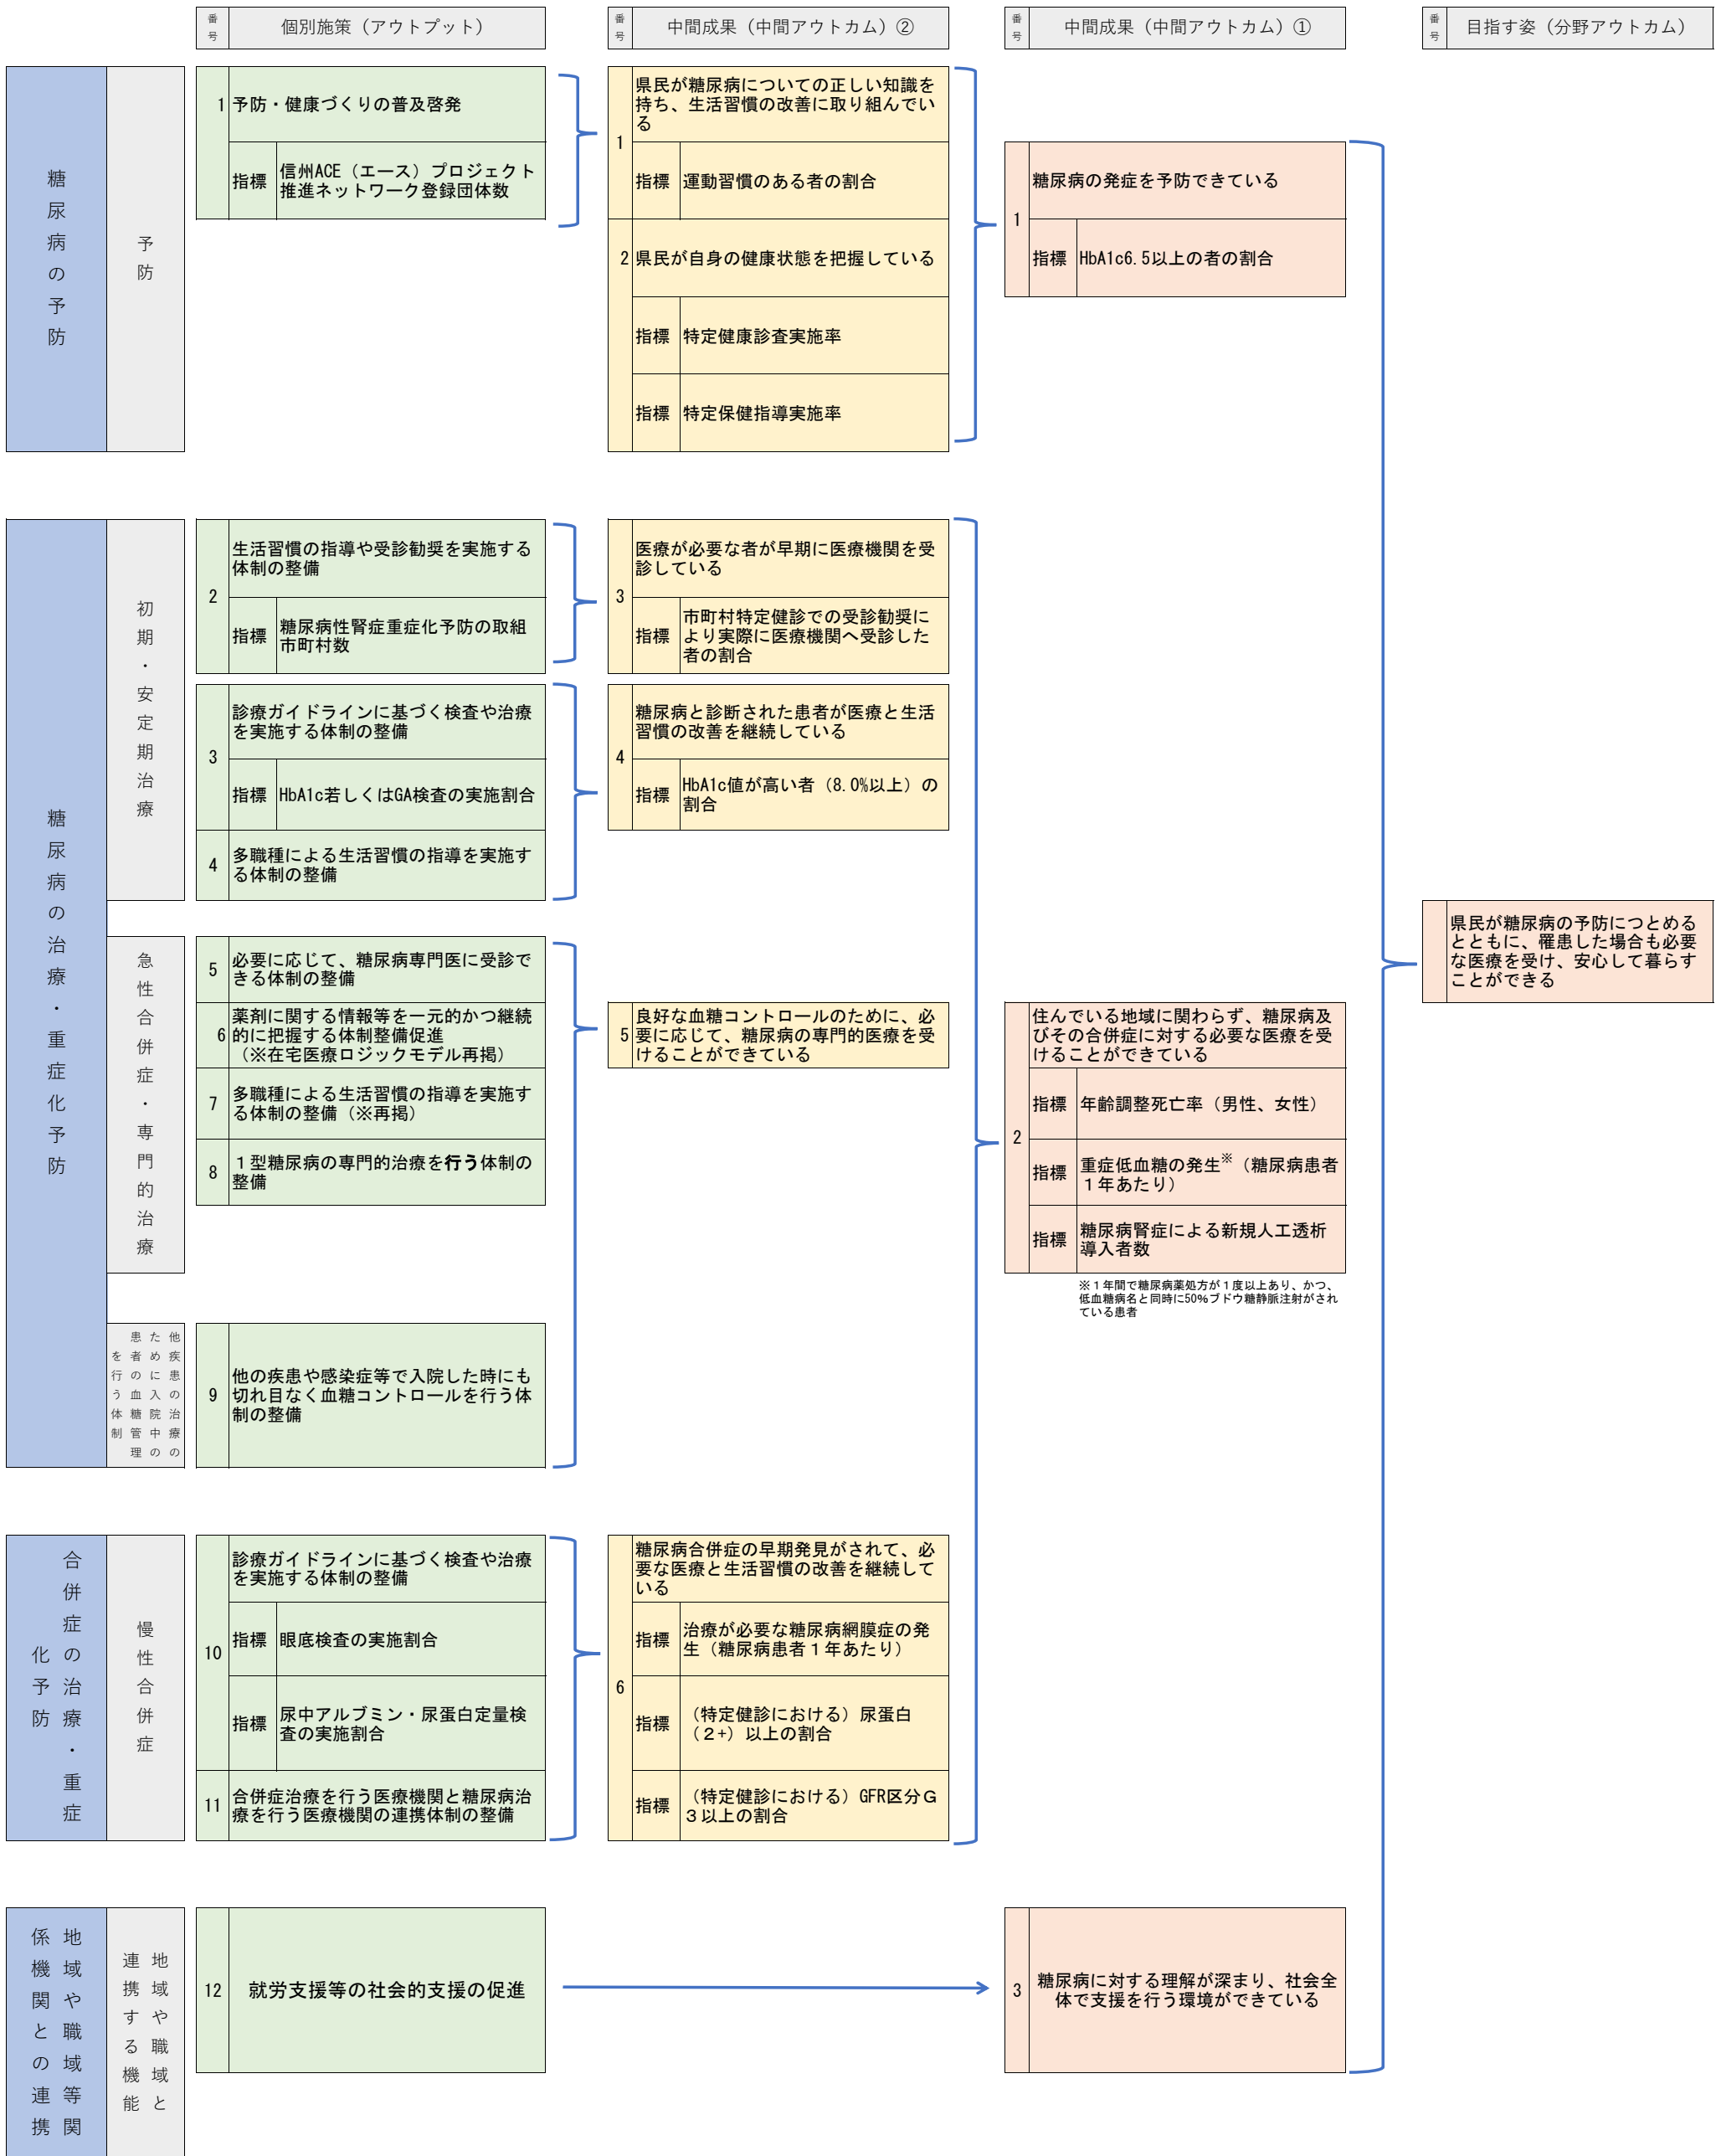 番号
個別施策（アウトプット）
番号
中間成果（中間アウトカム）②
番号
中間成果（中間アウトカム）①
番号
目指す姿（分野アウトカム）
糖尿病の予防
予防
1
予防・健康づくりの普及啓発
指標
信州ACE（エース）プロジェクト
推進ネットワーク登録団体数
1
県民が糖尿病についての正しい知識を
持ち、生活習慣の改善に取り組んでい
る
指標
運動習慣のある者の割合
2
県民が自身の健康状態を把握している
指標
特定健康診査実施率
指標
特定保健指導実施率
1
糖尿病の発症を予防できている
指標
HbA1c6.5以上の者の割合
糖尿病の治療・重症化予防
初期・安定期治療
2
生活習慣の指導や受診勧奨を実施する
体制の整備
指標
糖尿病性腎症重症化予防の取組
市町村数
3
医療が必要な者が早期に医療機関を受
診している
指標
市町村特定健診での受診勧奨に
より実際に医療機関へ受診した
者の割合
3
診療ガイドラインに基づく検査や治療
を実施する体制の整備
指標
HbA1c若しくはGA検査の実施割合
4
多職種による生活習慣の指導を実施す
る体制の整備
4
糖尿病と診断された患者が医療と生活
習慣の改善を継続している
指標
HbA1c値が高い者（8.0%以上）の
割合
急性合併症・専門的治療
5
必要に応じて、糖尿病専門医に受診で
きる体制の整備
6
薬剤に関する情報等を一元的かつ継続
的に把握する体制整備促進
（※在宅医療ロジックモデル再掲）
7
多職種による生活習慣の指導を実施す
る体制の整備（※再掲）
8
１型糖尿病の専門的治療を行う体制の
整備
5
良好な血糖コントロールのために、必
要に応じて、糖尿病の専門的医療を受
けることができている
2
住んでいる地域に関わらず、糖尿病及
びその合併症に対する必要な医療を受
けることができている
指標
年齢調整死亡率（男性、女性）
指標
重症低血糖の発生※（糖尿病患者
１年あたり）
指標
糖尿病腎症による新規人工透析
導入者数
※１年間で糖尿病薬処方が１度以上あり、かつ、
低血糖病名と同時に50%ブドウ糖静脈注射がされ
ている患者
県民が糖尿病の予防につとめる
とともに、罹患した場合も必要
な医療を受け、安心して暮らす
ことができる
他疾患の治療の
ために入院中の
患者の血糖管理
を行う体制
9
他の疾患や感染症等で入院した時にも
切れ目なく血糖コントロールを行う体
制の整備
合併症の治療・重症
化予防
慢性合併症
10
診療ガイドラインに基づく検査や治療
を実施する体制の整備
指標
眼底検査の実施割合
指標
尿中アルブミン・尿蛋白定量検
査の実施割合
11
合併症治療を行う医療機関と糖尿病治
療を行う医療機関の連携体制の整備
6
糖尿病合併症の早期発見がされて、必
要な医療と生活習慣の改善を継続して
いる
指標
治療が必要な糖尿病網膜症の発
生（糖尿病患者１年あたり）
指標
（特定健診における）尿蛋白
（２+）以上の割合
指標
（特定健診における）GFR区分Ｇ
３以上の割合
地域や職域等関
係機関との連携
地域や職域と
連携する機能
12
就労支援等の社会的支援の促進
3
糖尿病に対する理解が深まり、社会全
体で支援を行う環境ができている